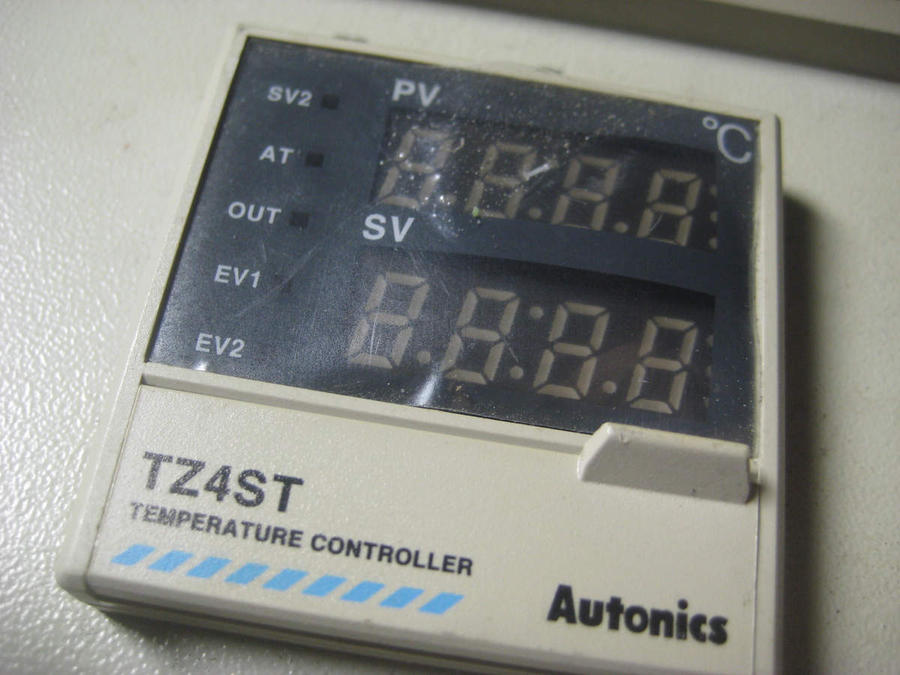 PV
°C
SV2
AT
OUT
SV
EV1
EV2
TZ4ST
TEMPERATURE CONTROLLER
Autonics